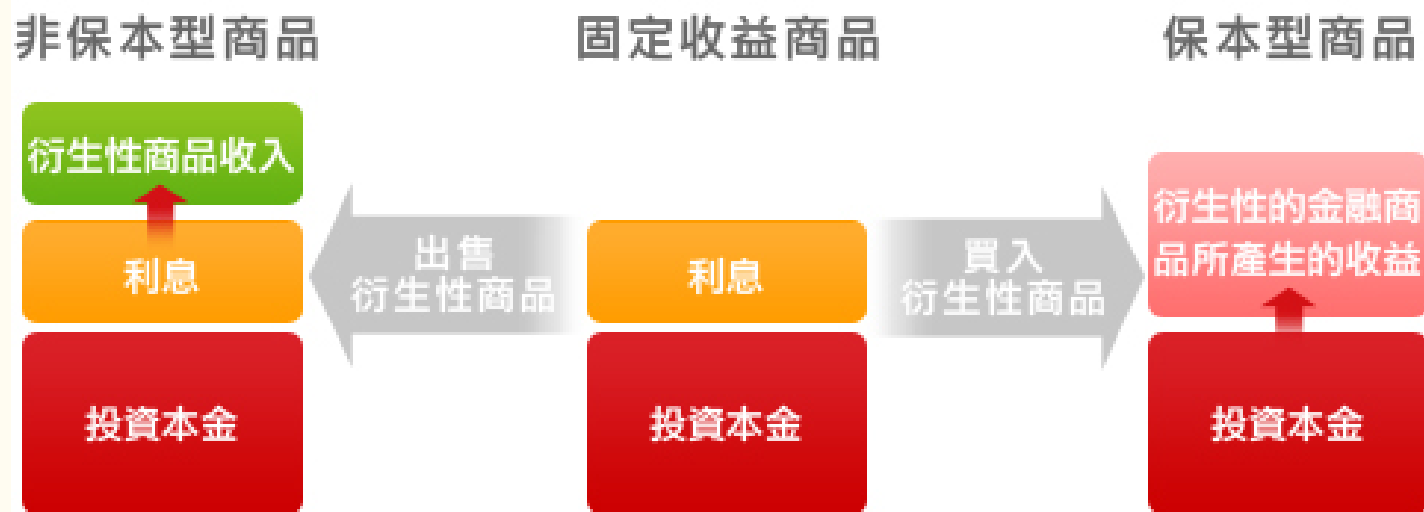 非保本型商品
固定收益商品
保本型商品
衍生性商品收入
利息
投資本金
出售
衍生性商品
利息
投資本金
買入
衍生性商品
衍生性的金融商
品所產生的收益
投資本金